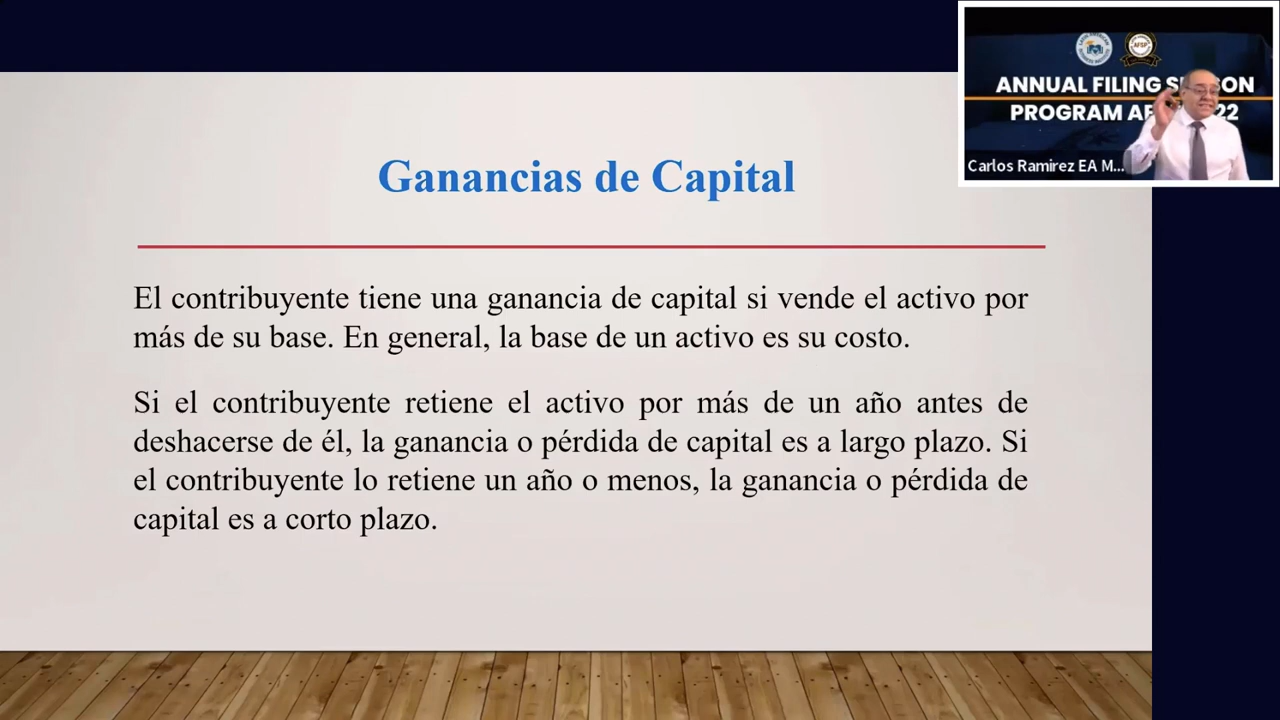 ANNUAL FILING
PROGRAM 22
Carlos Ramirez EA M...
AFSP
Ganancias de Capital
El contribuyente tiene una ganancia de capital si vende el activo por
más de su base. En general, la base de un activo es su costo.
Si el contribuyente retiene el activo por más de un año antes de
deshacerse de él, la ganancia o pérdida de capital es a largo plazo. Si
el contribuyente lo retiene un año o menos, la ganancia o pérdida de
capital es a corto plazo.